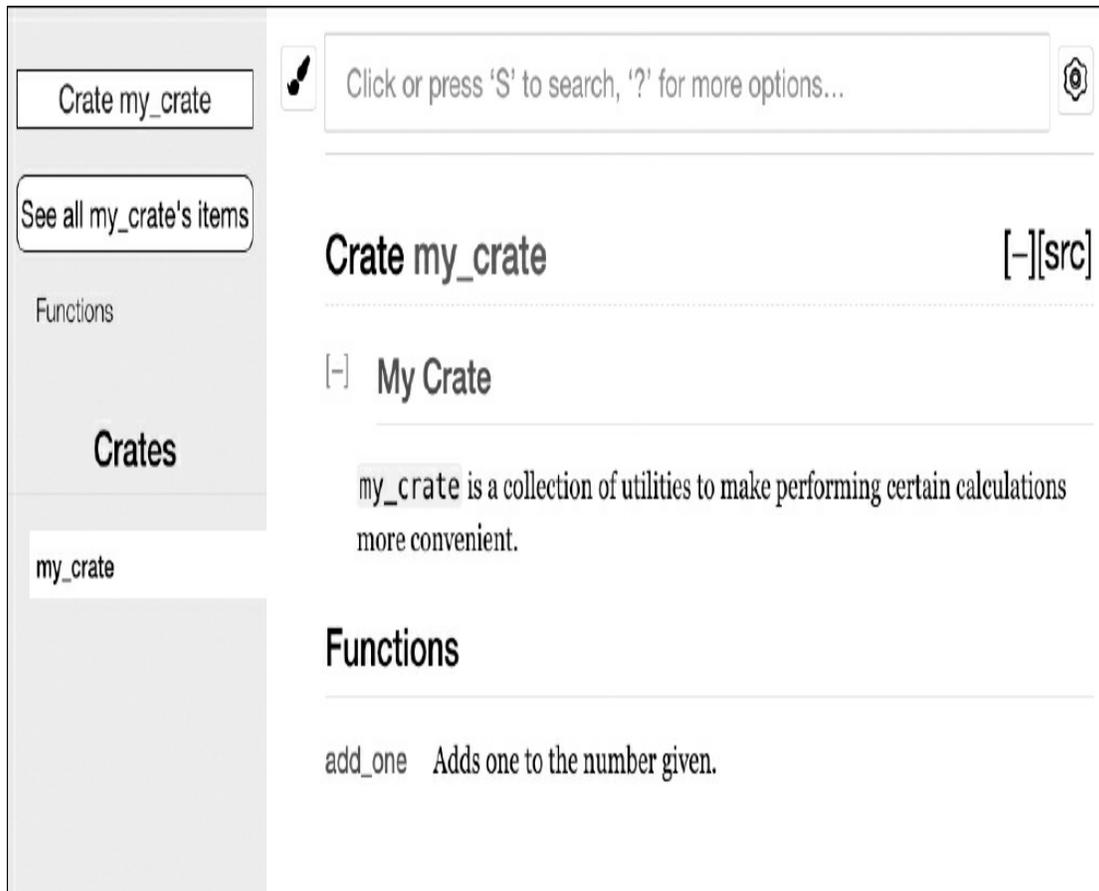 Crate my_crate
See all my_crate's items
Functions
Crates
my_crate
Click or press ‘S’ to search, ‘?’ for more options...
Crate my_crate
[–][src]
[–] My Crate
my_crate is a collection of utilities to make performing certain calculations
more convenient.
Functions
add_one Adds one to the number given.